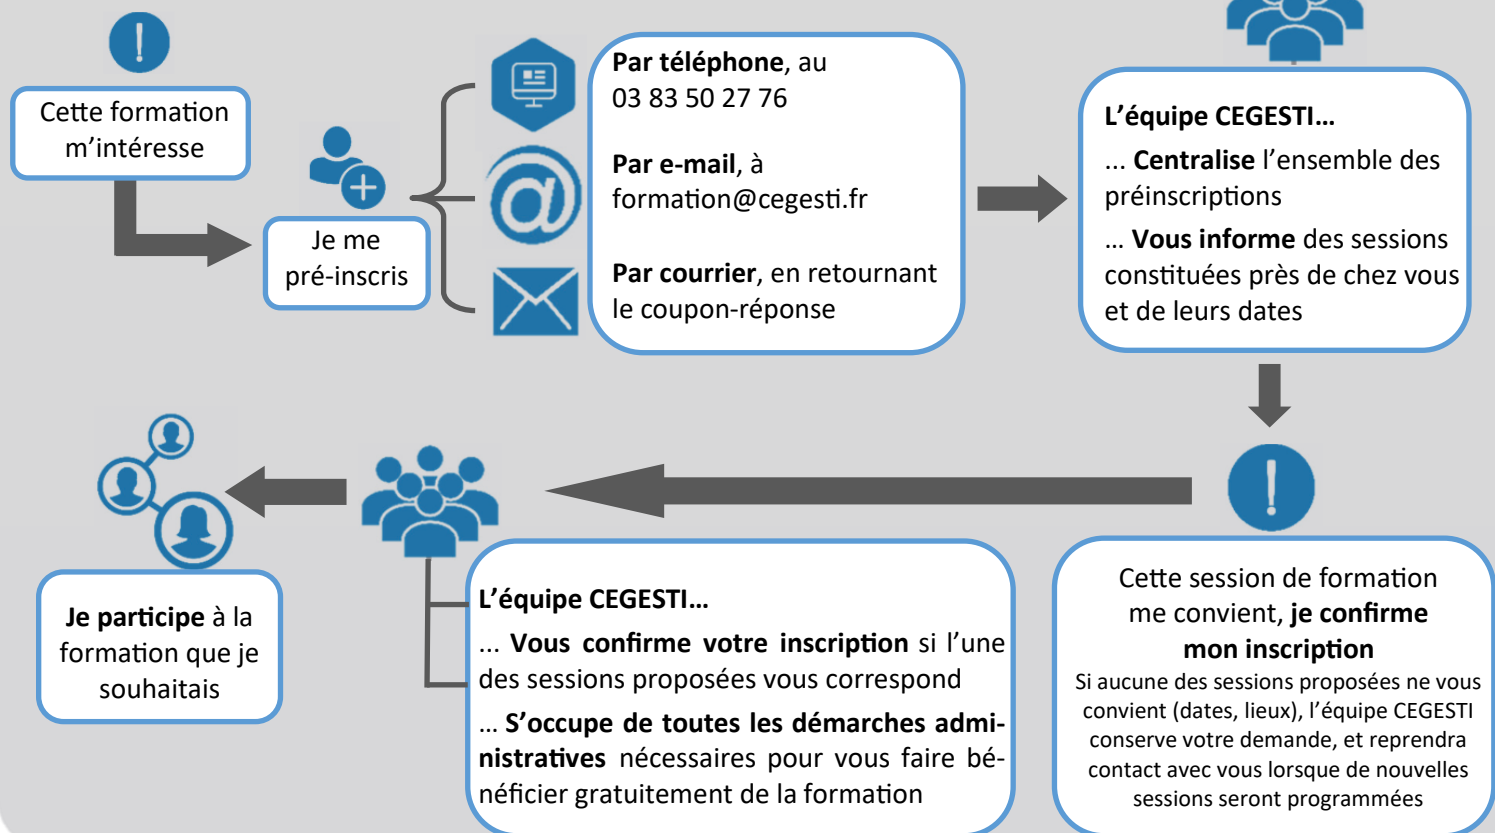 Cette formation
m’intéresse
Je me
pré-inscris
Par téléphone, au
03 83 50 27 76
Par e-mail, à
formation@cegesti.fr
Par courrier, en retournant
le coupon-réponse
L’équipe CEGESTI...
... Centralise l’ensemble des
préinscriptions
... Vous informe des sessions
constituées près de chez vous
et de leurs dates
Cette session de formation
me convient, je confirme
mon inscription
Si aucune des sessions proposées ne vous
convient (dates, lieux), l’équipe CEGESTI
conserve votre demande, et reprendra
contact avec vous lorsque de nouvelles
sessions seront programmées
L’équipe CEGESTI...
... Vous confirme votre inscription si l’une
des sessions proposées vous correspond
... S’occupe de toutes les démarches admi-
nistratives nécessaires pour vous faire bé-
néficier gratuitement de la formation
Je participe à la
formation que je
souhaitais